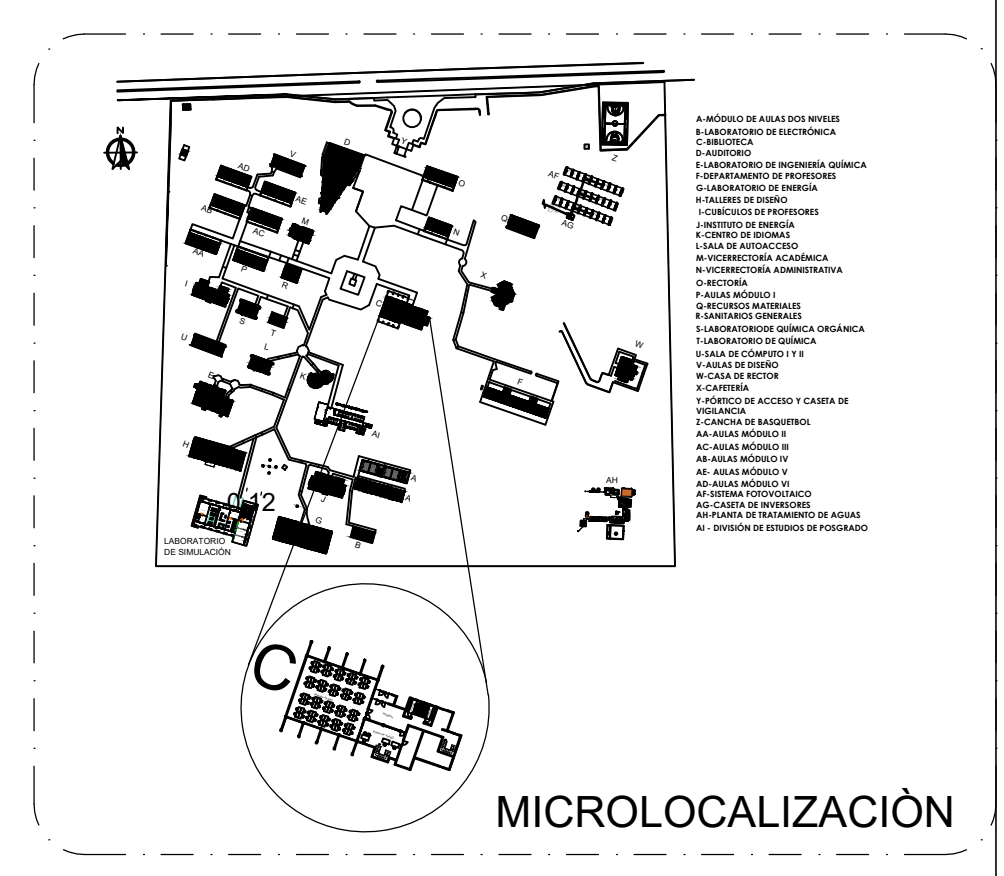 N
A-MÓDULO DE AULAS DOS NIVELES
B-LABORATORIO DE ELECTRÓNICA
C-BIBLIOTECA
D-AUDITORIO
E-LABORATORIO DE INGENIERÍA QUÍMICA
F-DEPARTAMENTO DE PROFESORES
G-LABORATORIO DE ENERGÍA
H-TALLERES DE DISEÑO
I-CUBÍCULOS DE PROFESORES
J-INSTITUTO DE ENERGÍA
K-CENTRO DE IDIOMAS
L-SALA DE AUTOACCESO
M-VICERRECTORÍA ACADÉMICA
N-VICERRECTORÍA ADMINISTRATIVA
O-RECTORÍA
P-AULAS MÓDULO I
Q-RECURSOS MATERIALES
R-SANITARIOS GENERALES
S-LABORATORIODE QUÍMICA ORGÁNICA
T-LABORATORIO DE QUÍMICA
U-SALA DE CÓMPUTO I Y II
V-AULAS DE DISEÑO
W-CASA DE RECTOR
X-CAFETERÍA
Y-PÓRTICO DE ACCESO Y CASETA DE
VIGILANCIA
Z-CANCHA DE BASQUETBOL
AA-AULAS MÓDULO II
AC-AULAS MÓDULO III
AB-AULAS MÓDULO IV
AE- AULAS MÓDULO V
AD-AULAS MÓDULO VI
AF-SISTEMA FOTOVOLTAICO
AG-CASETA DE INVERSORES
AH-PLANTA DE TRATAMIENTO DE AGUAS
AI - DIVISIÓN DE ESTUDIOS DE POSGRADO
D
Y
Z
V
AD
AE
O
AF
AB
AC
M
N
Q
AG
AA
P
R
X
I
C
S
T
U
L
W
E
K
F
AI
H
A
A
AH
J
G
B
LABORATORIO
DE SIMULACIÓN
C
MICROLOCALIZACIÒN